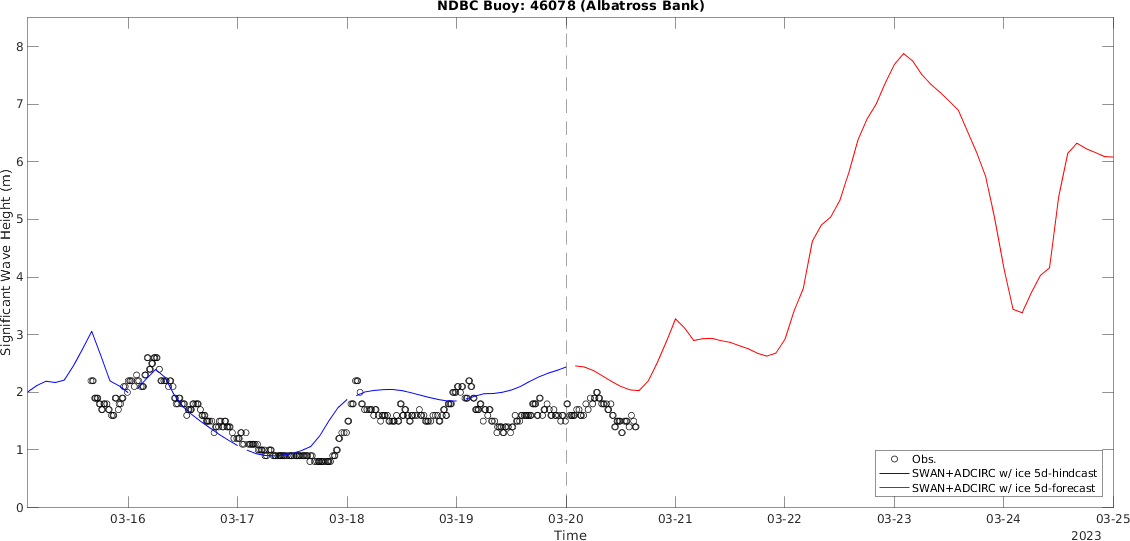 NDBC Buoy: 46078 (Albatross Bank)
Significant Wave Height (m)
8
7
6
5
4
3
2
1
0
Obs.
SWAN+ADCIRC w/ ice 5d-hindcast
SWAN+ADCIRC w/ ice 5d-forecast
03-16 03-17 03-18 03-19 03-20 03-21 03-22 03-23 03-24 03-25
Time
2023